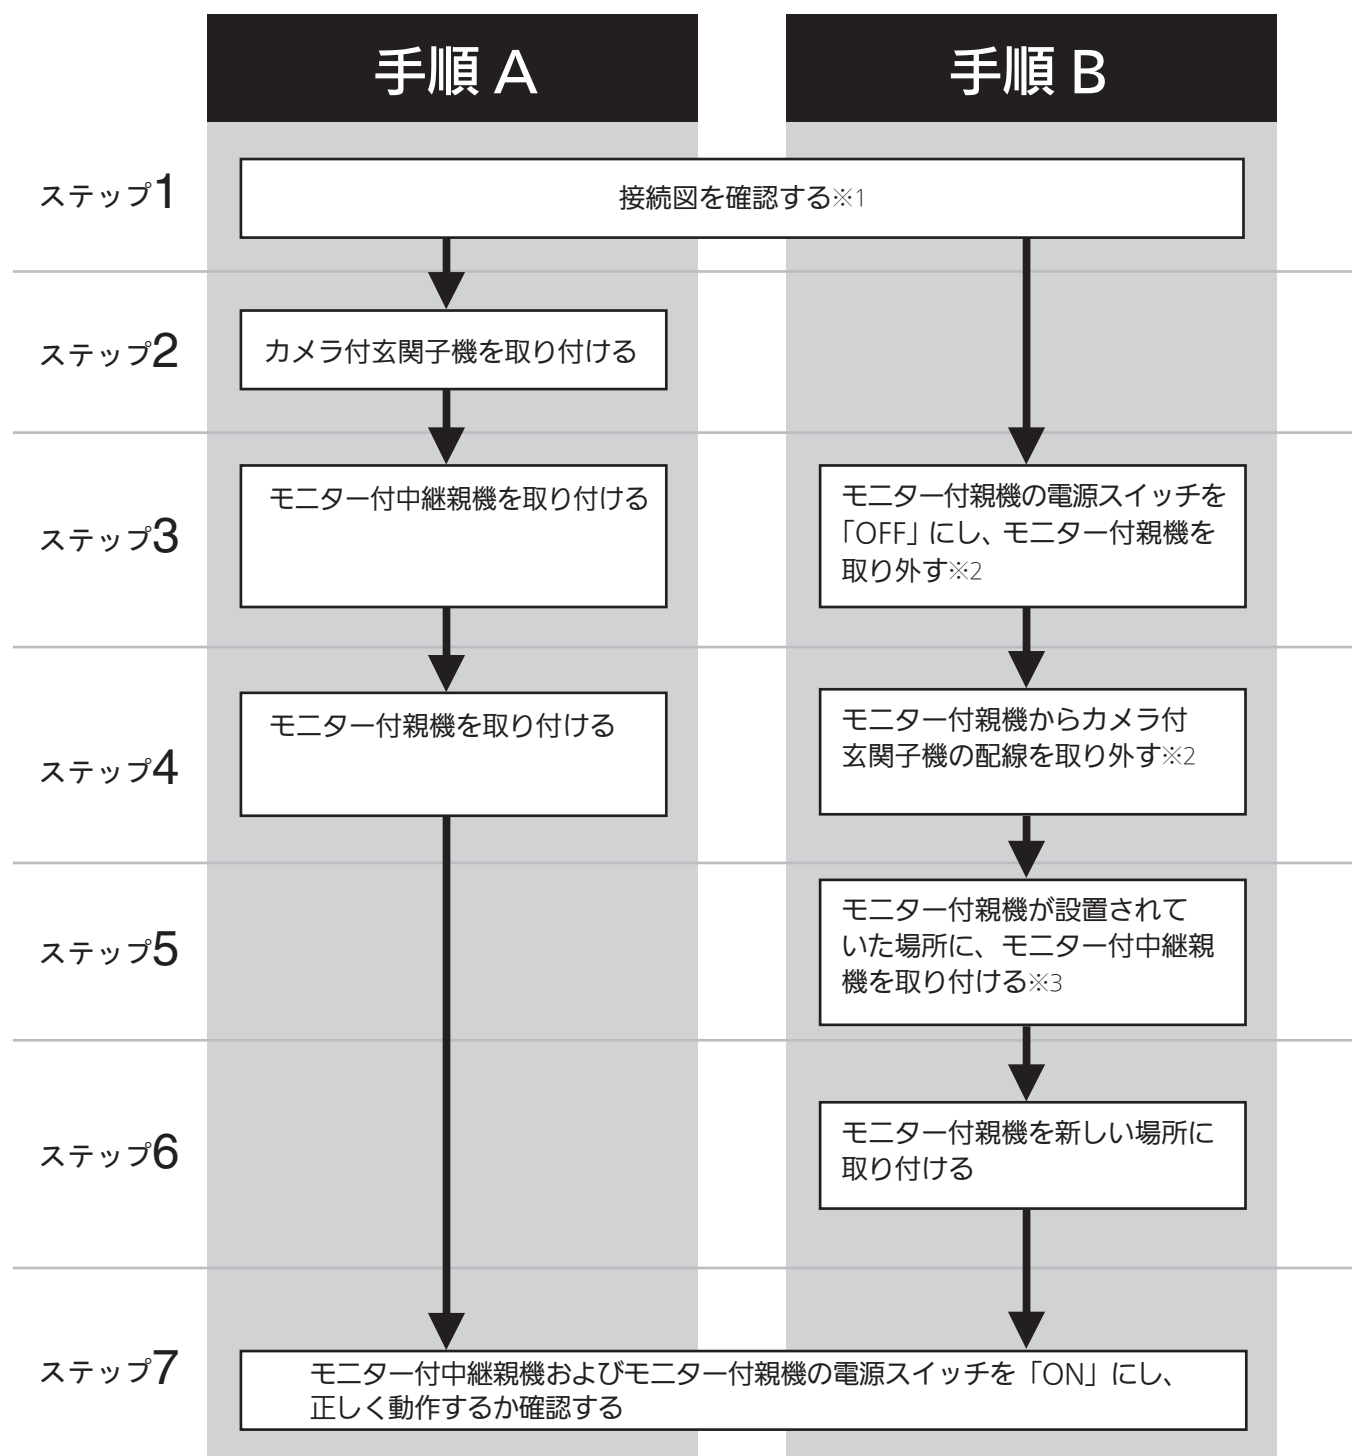 手順 A
手順 B
ステップ1
接続図を確認する※1
ステップ2
カメラ付玄関子機を取り付ける
ステップ3
モニター付中継親機を取り付ける
モニター付親機の電源スイッチを
「OFF」にし、モニター付親機を
取り外す※2
ステップ4
モニター付親機を取り付ける
モニター付親機からカメラ付
玄関子機の配線を取り外す※2
ステップ5
モニター付親機が設置されて
いた場所に、モニター付中継親
機を取り付ける※3
ステップ6
モニター付親機を新しい場所に
取り付ける
ステップ7
モニター付中継親機およびモニター付親機の電源スイッチを「ON」にし、
正しく動作するか確認する